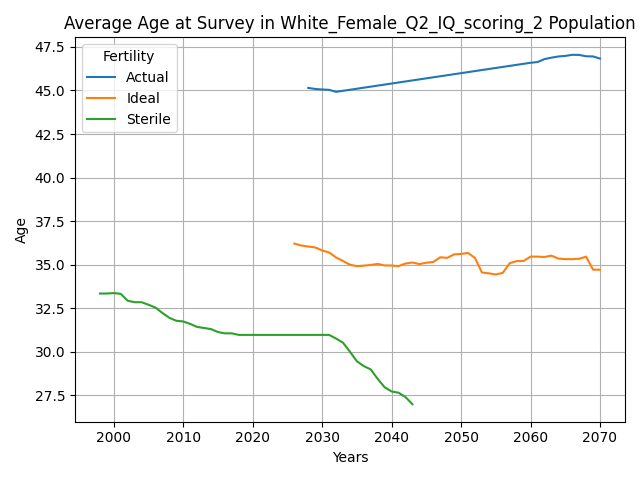 Average Age at Survey in White_Female_Q2_IQ_scoring_2 Population
Fertility
Actual
Ideal
Sterile
Age
47.5
45.0
42.5
40.0
37.5
35.0
32.5
30.0
27.5
2000 2010 2020 2030 2040 2050 2060 2070
Years